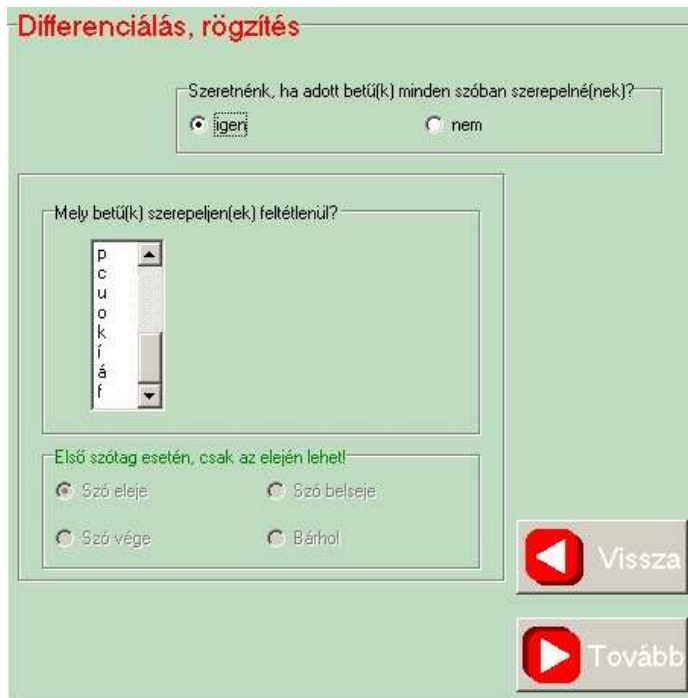 Differenciálás, rögzítés
Szeretnénk, ha adott betű(k) minden szóban szerepelné(nek)?
igen
nem
Mely betű(k) szerepeljen(ek) feltétlenül?
p
c
u
o
k
í
á
f
Első szótag esetén, csak az elején lehet!
Szó eleje
Szó belseje
Szó vége
Bárhol
Vissza
Tovább